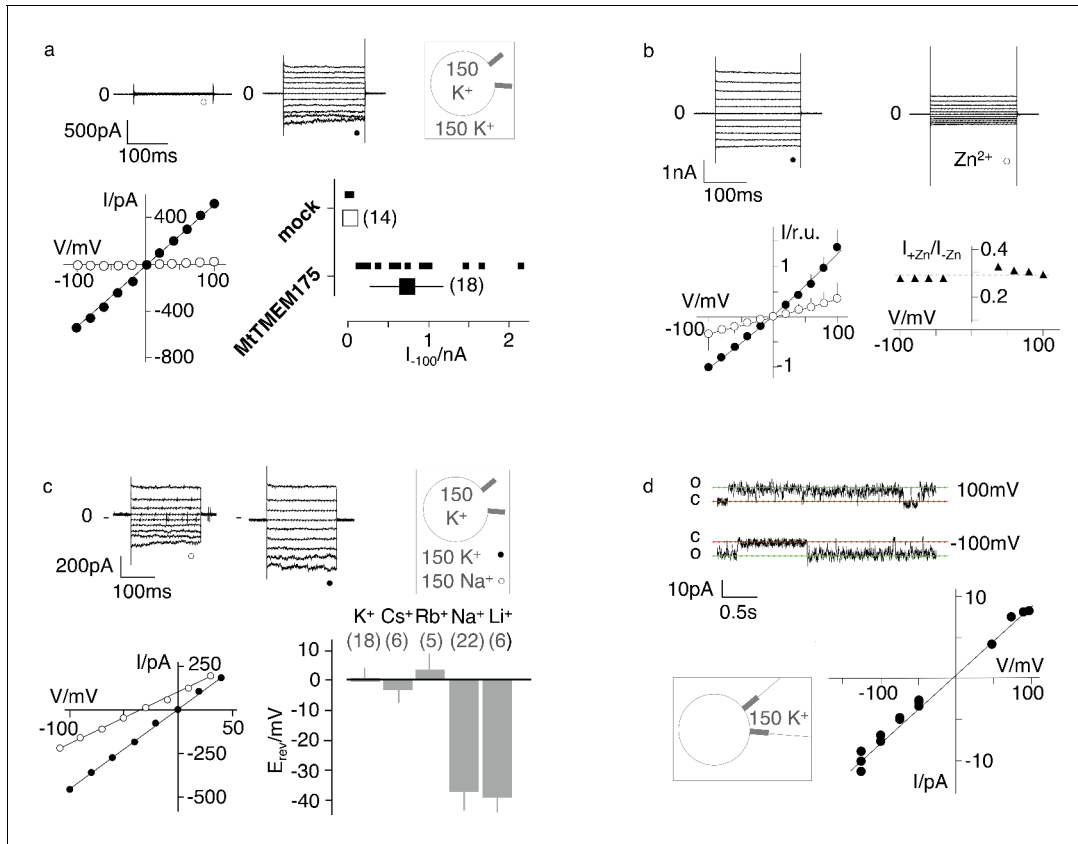 a
0
500pA
100ms
0
150
K⁺
150 K⁺
I/pA
400
V/mV
-100
100
-400
-800
mock
(14)
MtTMEM175
(18)
0
1
2
I₋₁₀₀/nA
b
0
1nA
100ms
0
Zn²⁺
I/r.u.
1
V/mV
-100
100
-1
I₊Zn/I₋Zn
0.4
0.2
V/mV
-100
100
c
0
200pA
100ms
150
K⁺
150 K⁺
150 Na⁺
I/pA
250
V/mV
-100
50
-250
-500
K⁺ Cs⁺ Rb⁺ Na⁺ Li⁺
(18) (6) (5) (22) (6)
10
0
-10
-20
-30
-40
Erev/mV
d
o
c
100mV
c
o
-100mV
10pA
0.5s
150 K⁺
10
V/mV
-100
100
-10
I/pA